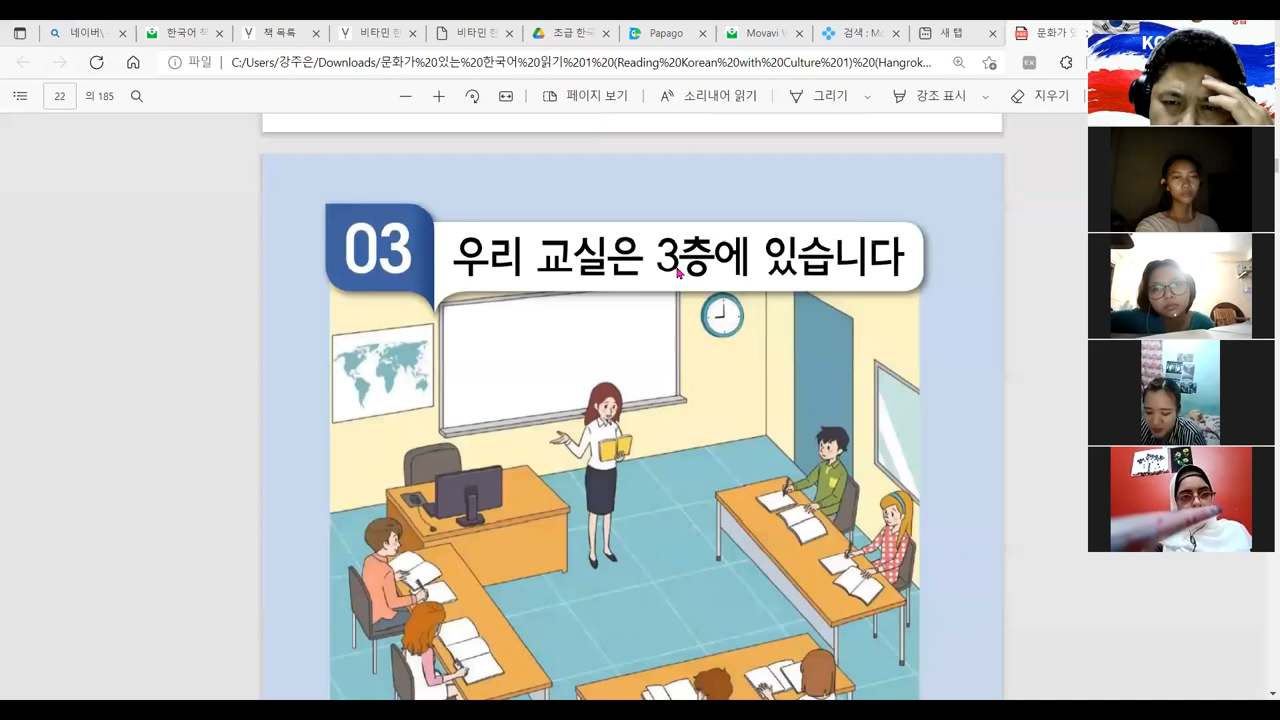 네이버\
한국어 책
책 목록
비타민 한
비타민 한
초급 한국
Papago
Movavi V
검색 : Mo
새 탭
문화가 있
파일 C:/Users/강주은/Downloads/문화가%20있는%20한국어%20읽기%201%20(Reading%20Korean%20with%20Culture%201)%20(Hangrok...
22 의 185 페이지 보기 소리내어 읽기 그리기 강조 표시 지우기
EX
PDF
03 우리 교실은 3층에 있습니다